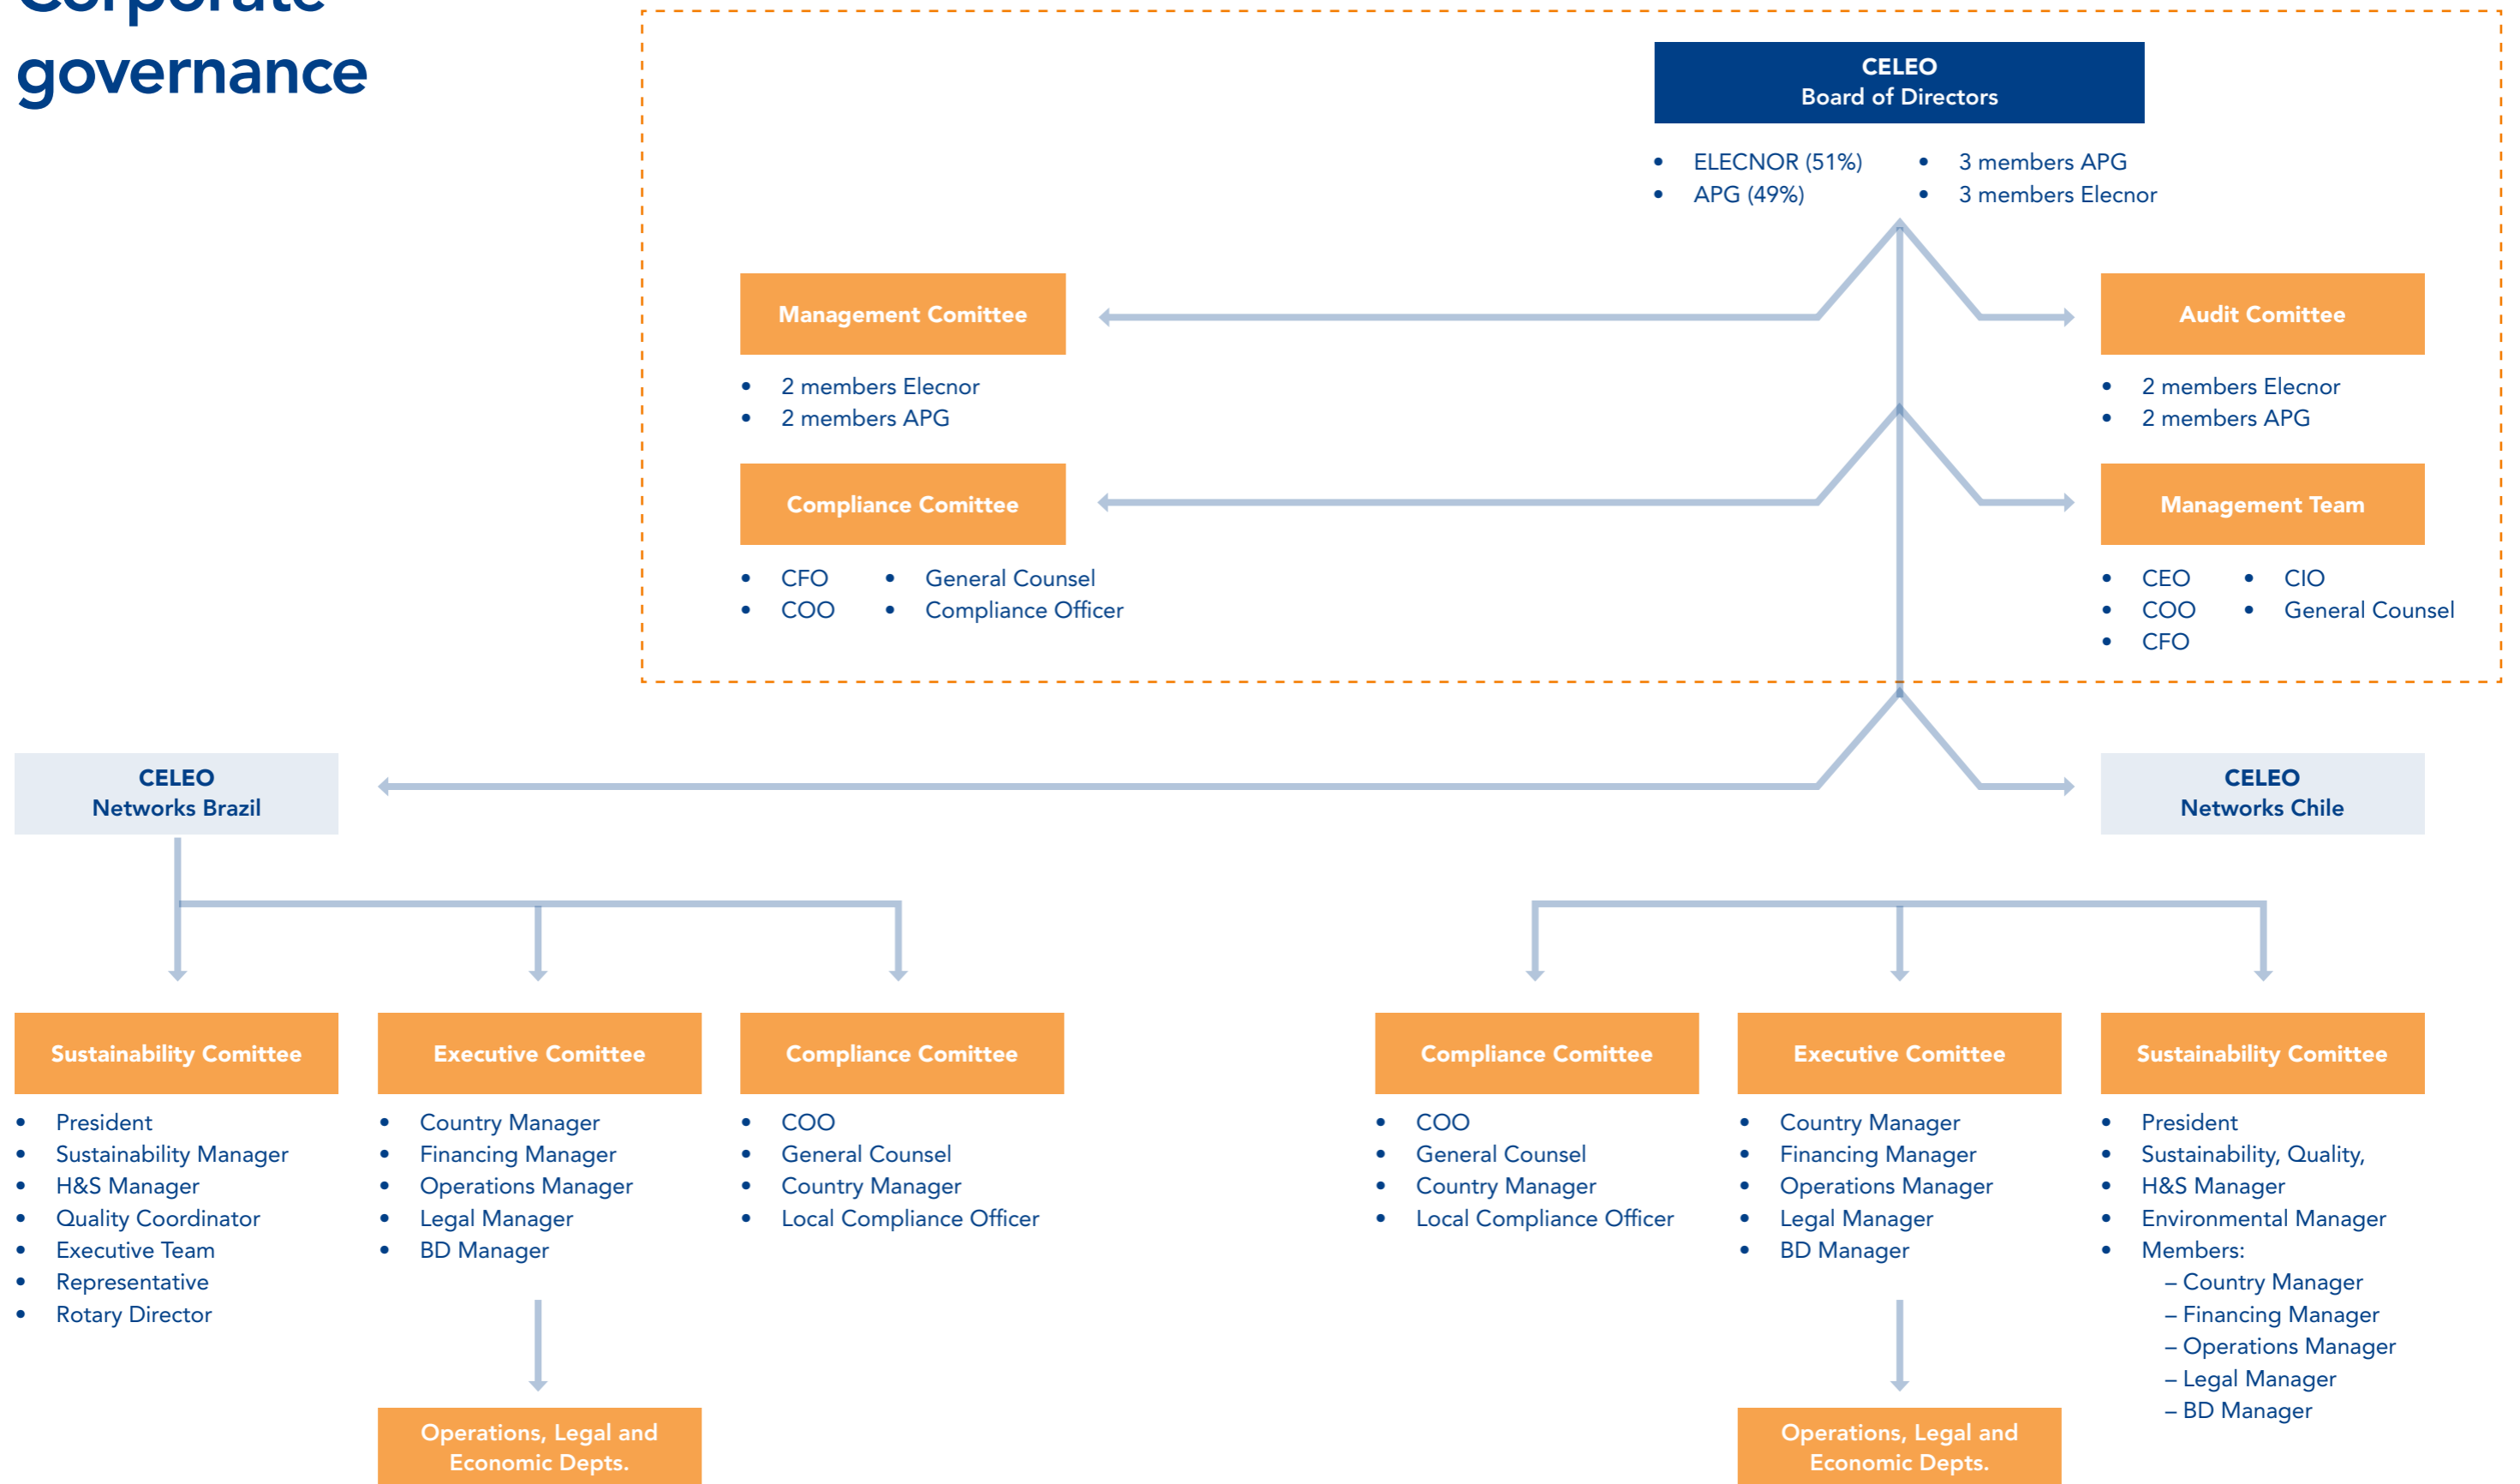 Corporate
governance
CELEO
Board of Directors
• ELECNOR (51%)
• APG (49%)
• 3 members APG
• 3 members Elecnor
Management Comittee
• 2 members Elecnor
• 2 members APG
Audit Comittee
• 2 members Elecnor
• 2 members APG
Compliance Comittee
• CFO
• COO
• General Counsel
• Compliance Officer
Management Team
• CEO
• COO
• CFO
• CIO
• General Counsel
CELEO
Networks Brazil
CELEO
Networks Chile
Sustainability Comittee
• President
• Sustainability Manager
• H&S Manager
• Quality Coordinator
• Executive Team
• Representative
• Rotary Director
Executive Comittee
• Country Manager
• Financing Manager
• Operations Manager
• Legal Manager
• BD Manager
Operations, Legal and
Economic Depts.
Compliance Comittee
• COO
• General Counsel
• Country Manager
• Local Compliance Officer
Compliance Comittee
• COO
• General Counsel
• Country Manager
• Local Compliance Officer
Executive Comittee
• Country Manager
• Financing Manager
• Operations Manager
• Legal Manager
• BD Manager
Operations, Legal and
Economic Depts.
Sustainability Comittee
• President
• Sustainability, Quality,
• H&S Manager
• Environmental Manager
• Members:
– Country Manager
– Financing Manager
– Operations Manager
– Legal Manager
– BD Manager